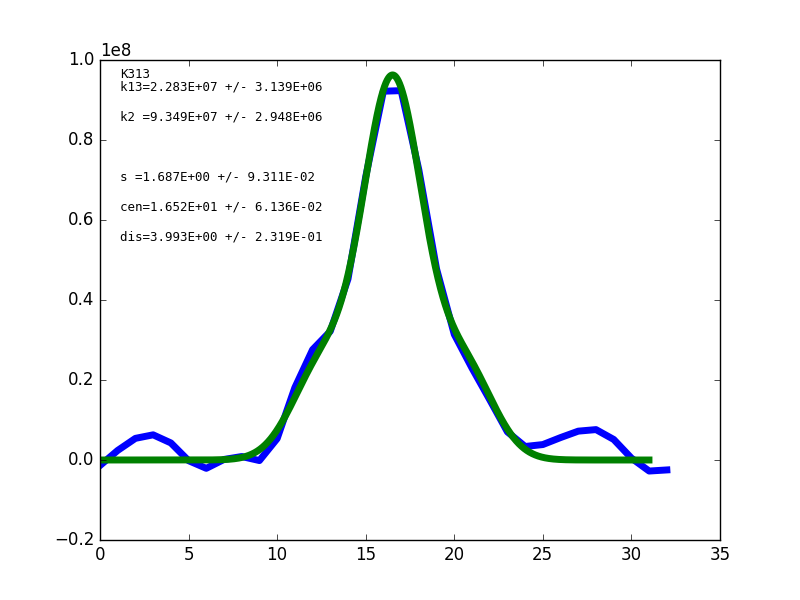 1e8
K313
k13=2.283E+07 +/- 3.139E+06
k2 =9.349E+07 +/- 2.948E+06
s =1.687E+00 +/- 9.311E-02
cen=1.652E+01 +/- 6.136E-02
dis=3.993E+00 +/- 2.319E-01
1.0
0.8
0.6
0.4
0.2
0.0
−0.2
0 5 10 15 20 25 30 35